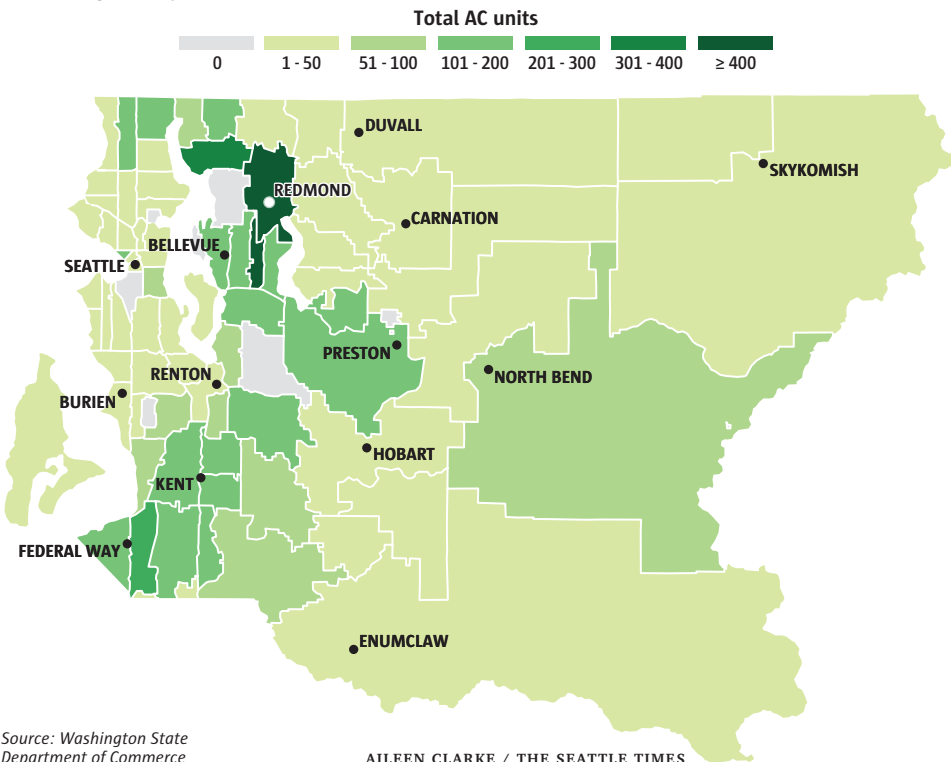 Total AC units
0
1 - 50
51 - 100
101 - 200
201 - 300
301 - 400
≥ 400
DUVALL
SKYKOMISH
REDMOND
CARNATION
BELLEVUE
SEATTLE
PRESTON
RENTON
NORTH BEND
BURIEN
HOBART
KENT
FEDERAL WAY
ENUMCLAW
Source: Washington State
Department of Commerce
AILEEN CLARKE / THE SEATTLE TIMES